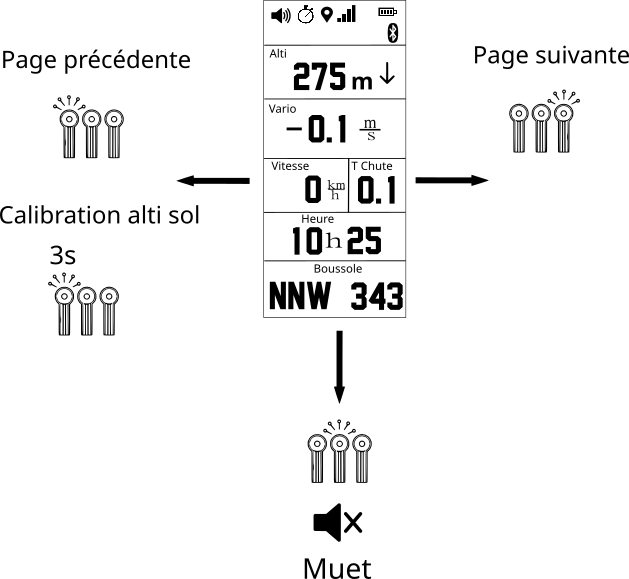 Page précédente
Page suivante
Alti
275 m
Vario
-0.1 m/s
Vitesse
0 km/h
T Chute
0.1
Calibration alti sol
3s
Heure
10h25
Boussole
NNW 343
Muet